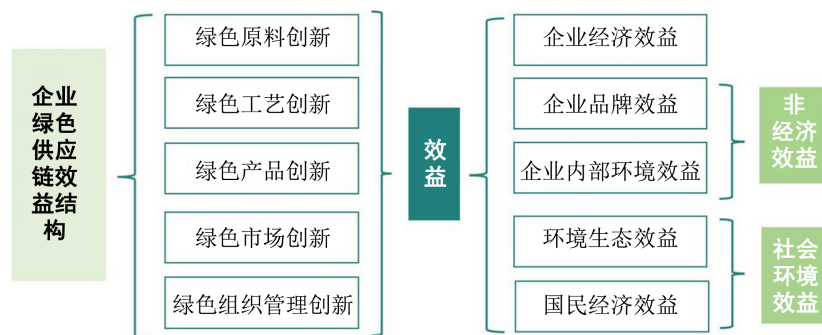 企业
绿色
供应
链效
益结
构
绿色原料创新
绿色工艺创新
绿色产品创新
绿色市场创新
绿色组织管理创新
效
益
企业经济效益
企业品牌效益
企业内部环境效益
环境生态效益
国民经济效益
非
经济
效益
社会
环境
效益